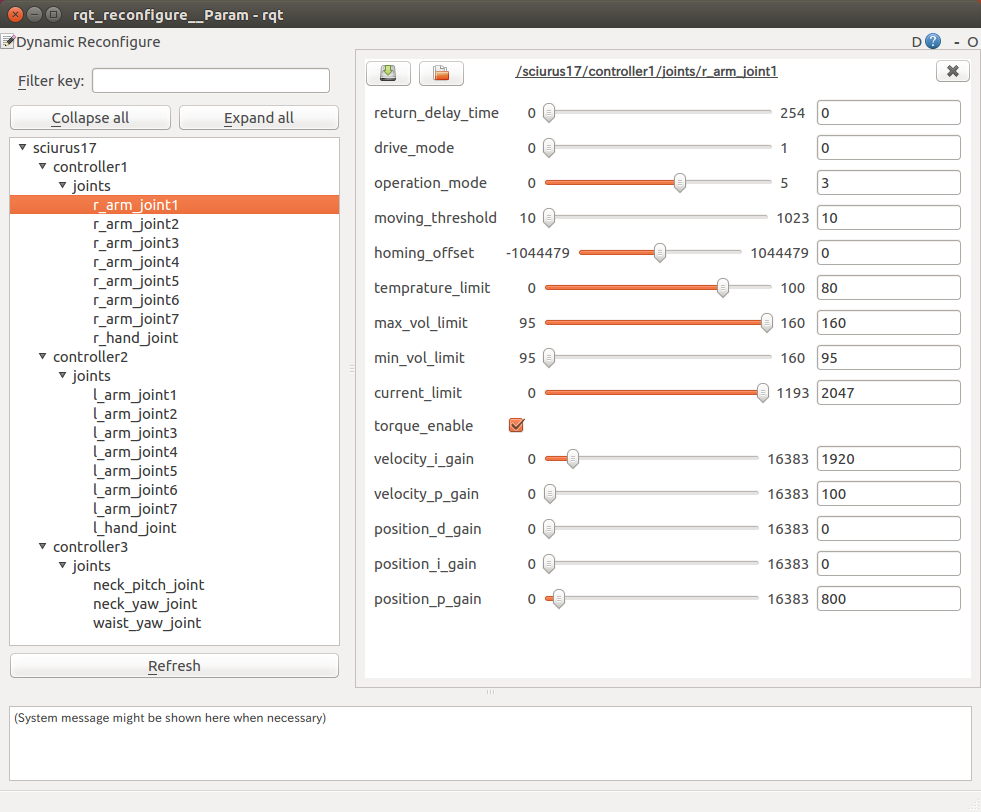 rqt_reconfigure__Param - rqt
Dynamic Reconfigure
D ? - O
Filter key:
Collapse all
Expand all
sciurus17
controller1
joints
r_arm_joint1
r_arm_joint2
r_arm_joint3
r_arm_joint4
r_arm_joint5
r_arm_joint6
r_arm_joint7
r_hand_joint
controller2
joints
l_arm_joint1
l_arm_joint2
l_arm_joint3
l_arm_joint4
l_arm_joint5
l_arm_joint6
l_arm_joint7
l_hand_joint
controller3
joints
neck_pitch_joint
neck_yaw_joint
waist_yaw_joint
Refresh
/sciurus17/controller1/joints/r_arm_joint1
return_delay_time 0 254 0
drive_mode 0 1 0
operation_mode 0 5 3
moving_threshold 10 1023 10
homing_offset -1044479 1044479 0
temprature_limit 0 100 80
max_vol_limit 95 160 160
min_vol_limit 95 160 95
current_limit 0 1193 2047
torque_enable
velocity_i_gain 0 16383 1920
velocity_p_gain 0 16383 100
position_d_gain 0 16383 0
position_i_gain 0 16383 0
position_p_gain 0 16383 800
(System message might be shown here when necessary)